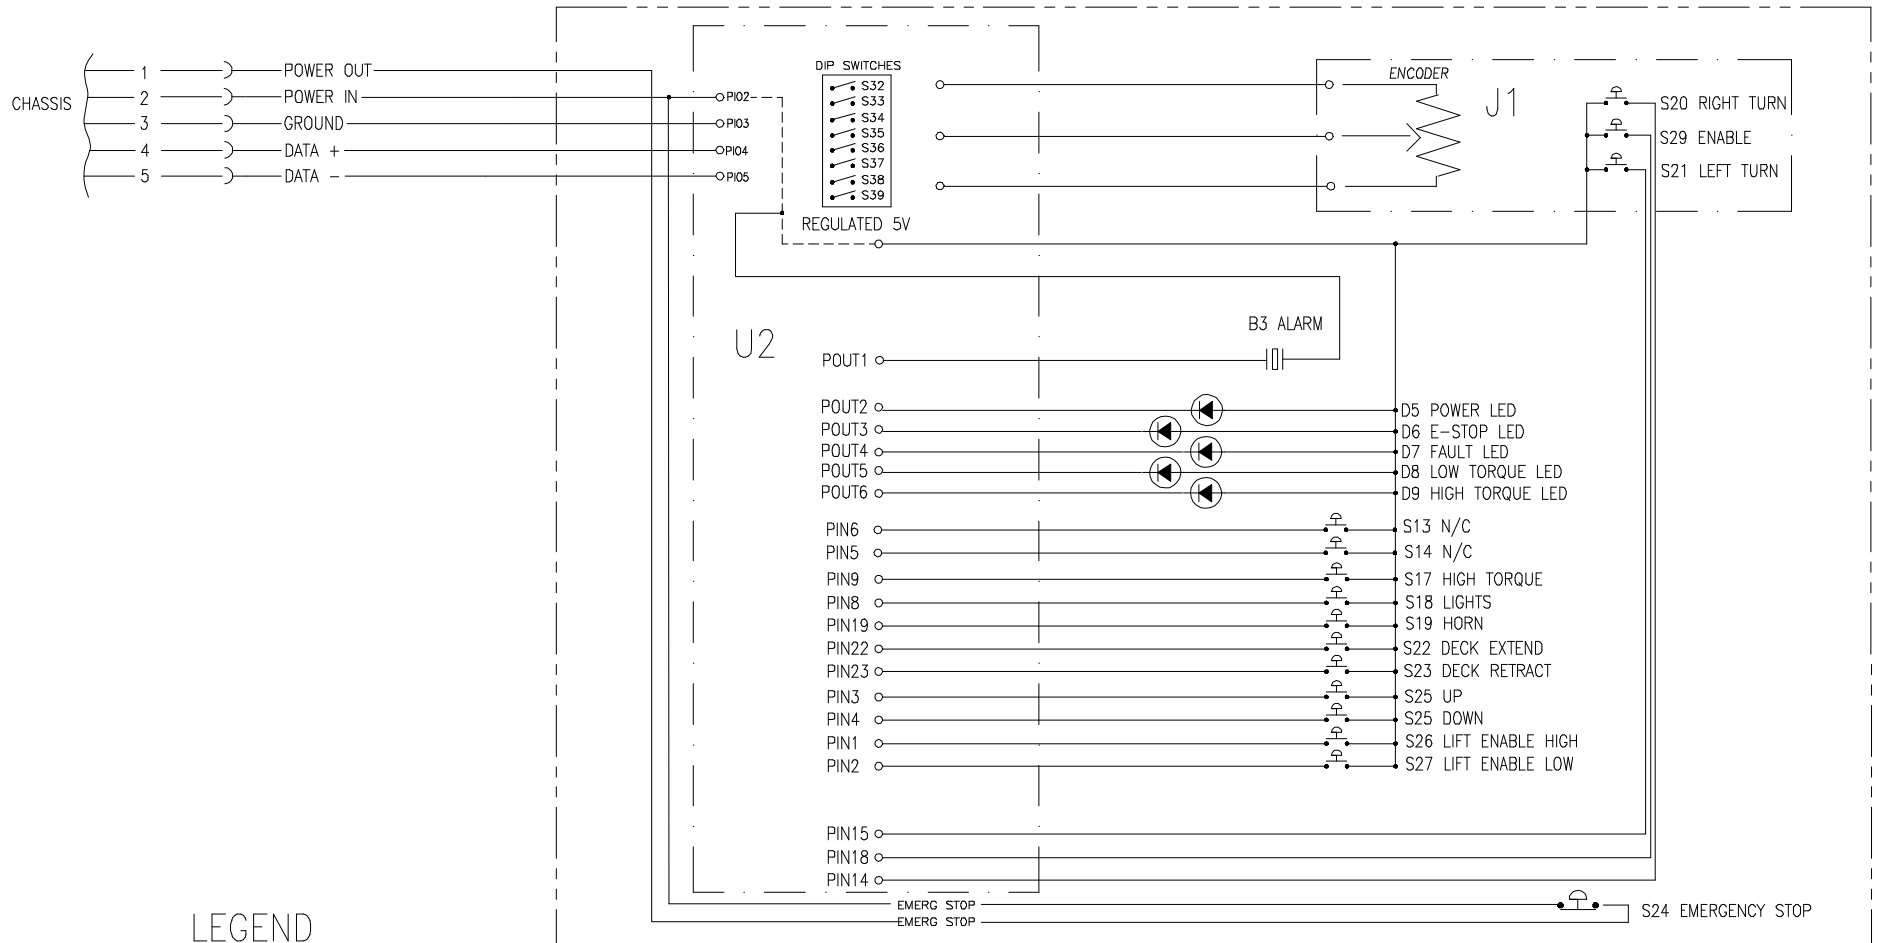 CHASSIS
1 POWER OUT
2 POWER IN
3 GROUND
4 DATA +
5 DATA -
PIO2
PIO3
PIO4
PIO5
DIP SWITCHES
S32
S33
S34
S35
S36
S37
S38
S39
REGULATED 5V
ENCODER
J1
S20 RIGHT TURN
S29 ENABLE
S21 LEFT TURN
U2
B3 ALARM
POUT1
POUT2 D5 POWER LED
POUT3 D6 E-STOP LED
POUT4 D7 FAULT LED
POUT5 D8 LOW TORQUE LED
POUT6 D9 HIGH TORQUE LED
PIN6 S13 N/C
PIN5 S14 N/C
PIN9 S17 HIGH TORQUE
PIN8 S18 LIGHTS
PIN19 S19 HORN
PIN22 S22 DECK EXTEND
PIN23 S23 DECK RETRACT
PIN3 S25 UP
PIN4 S25 DOWN
PIN1 S26 LIFT ENABLE HIGH
PIN2 S27 LIFT ENABLE LOW
PIN15
PIN18
PIN14
EMERG STOP
EMERG STOP
S24 EMERGENCY STOP
LEGEND